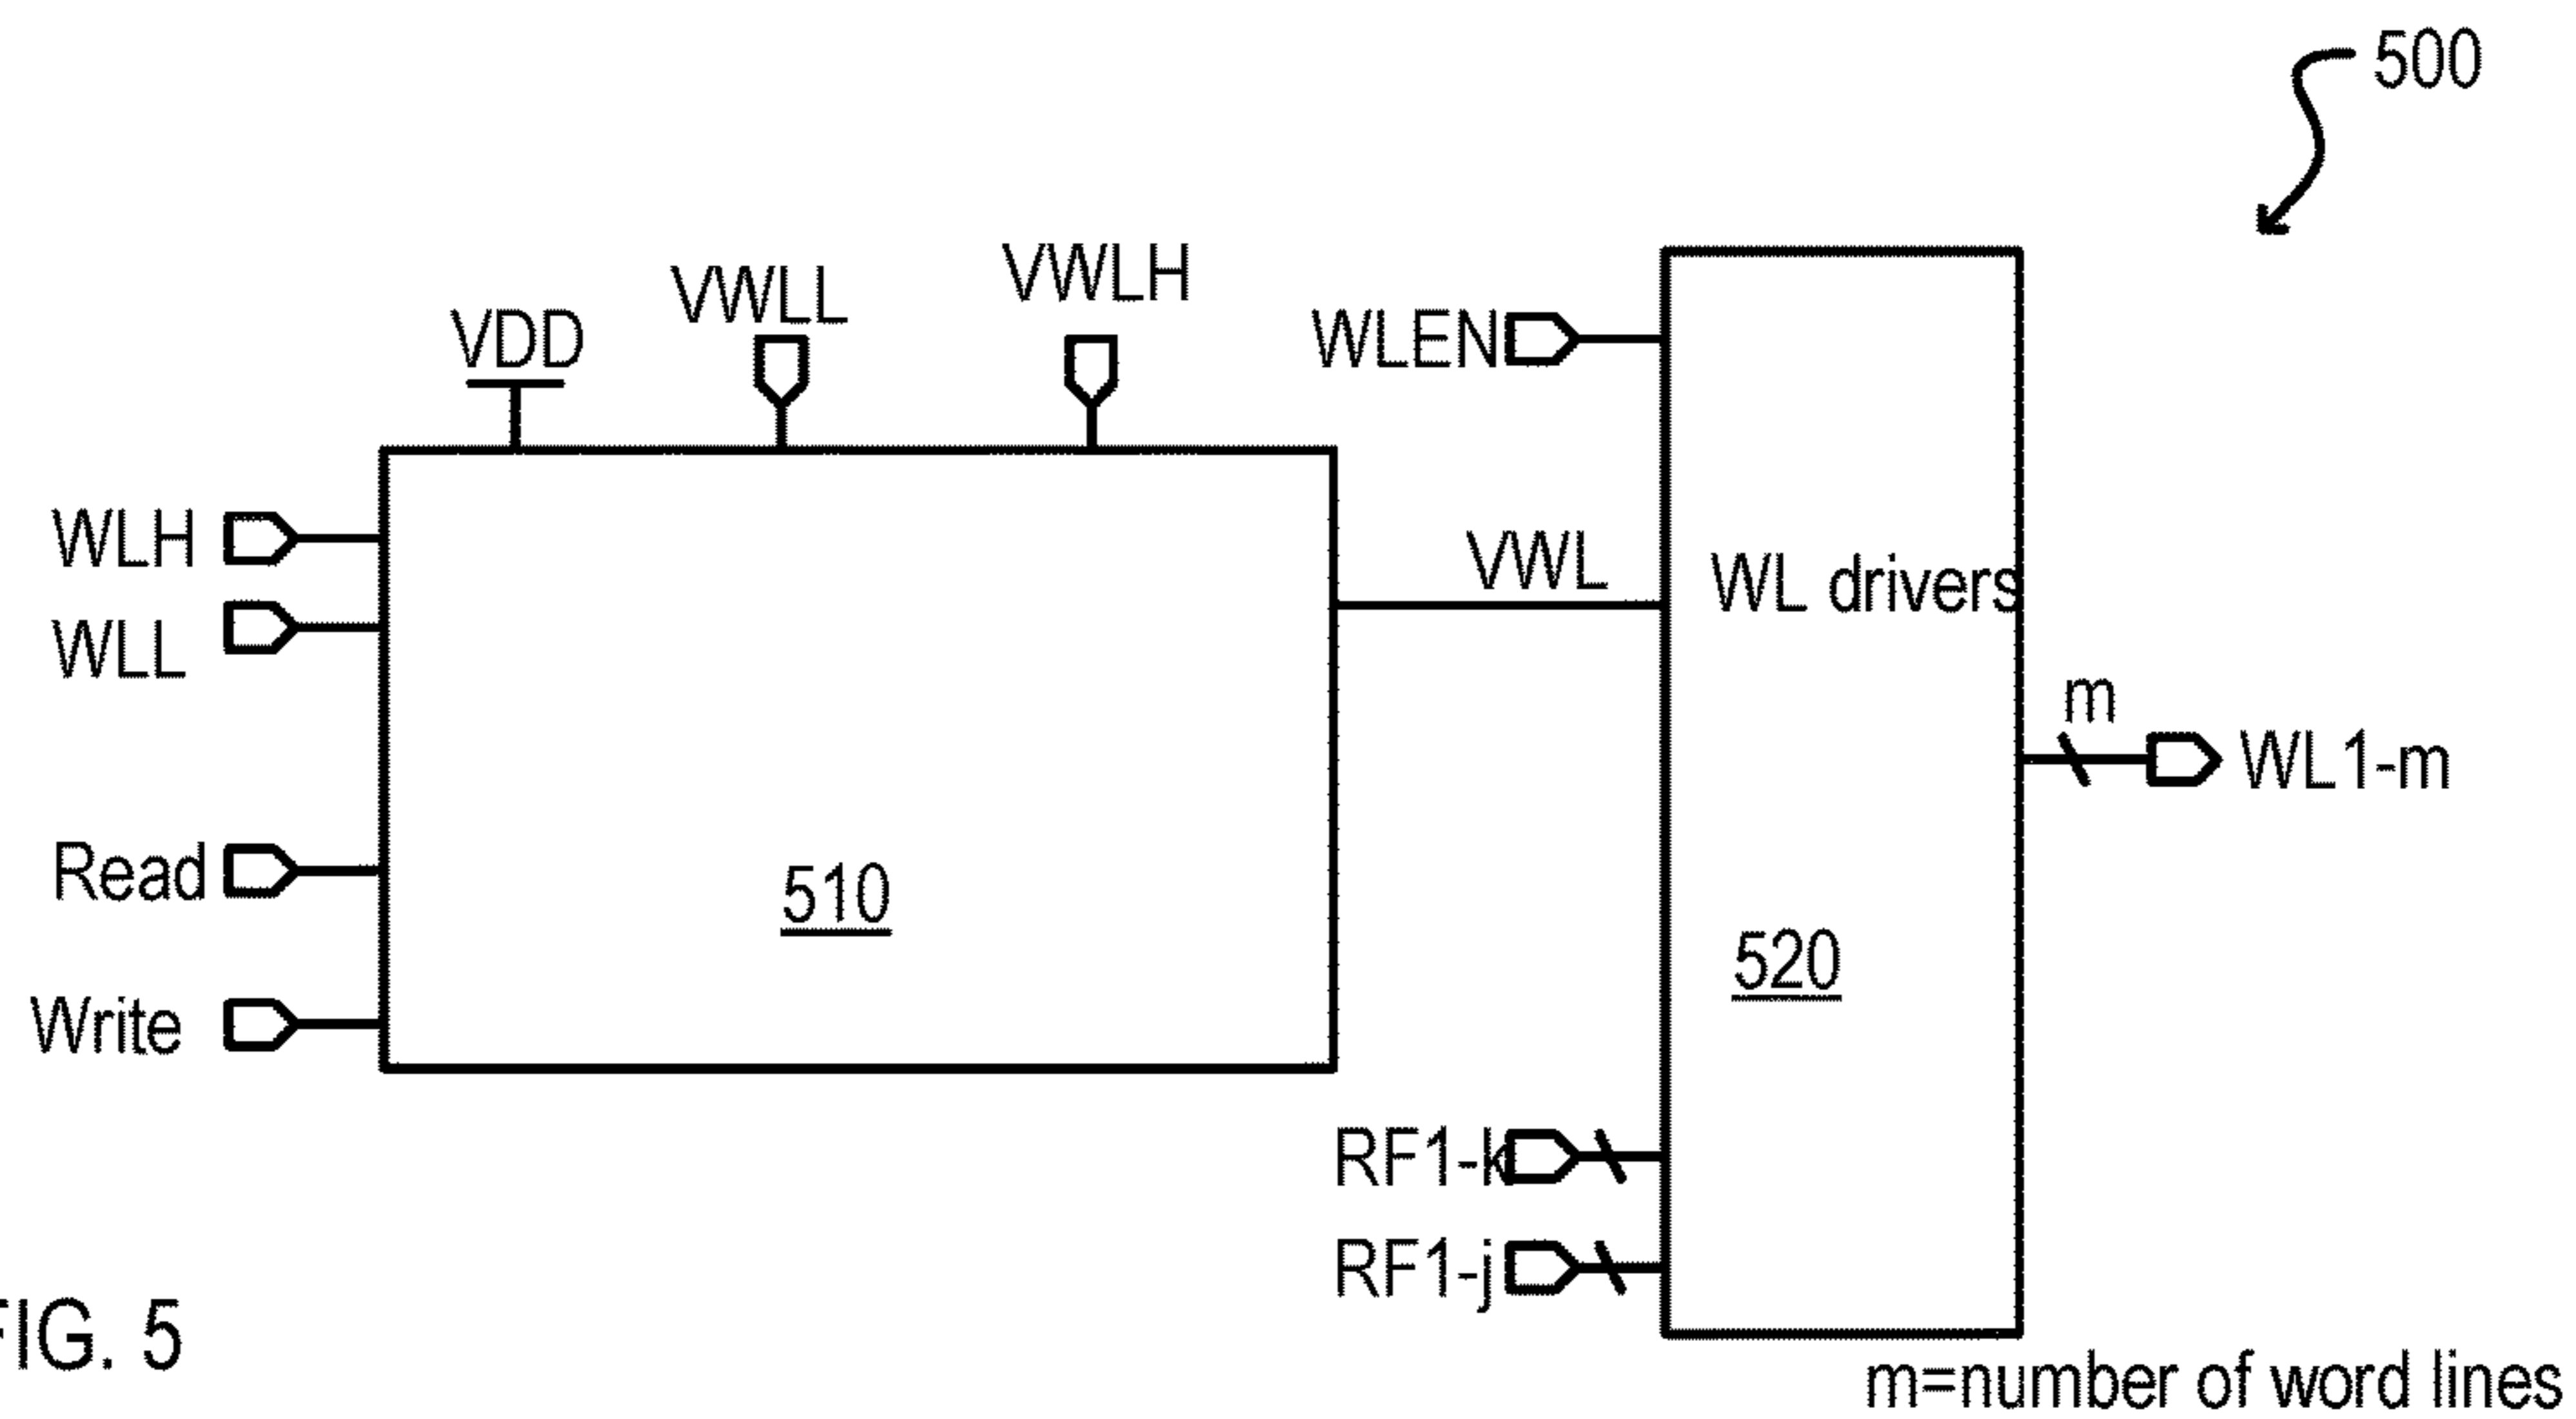 500
VDD
VWLL
VWLH
WLEN
WLH
WLL
VWL
WL drivers
m
WL1-m
Read
510
520
Write
RF1-k
RF1-j
FIG. 5
m=number of word lines